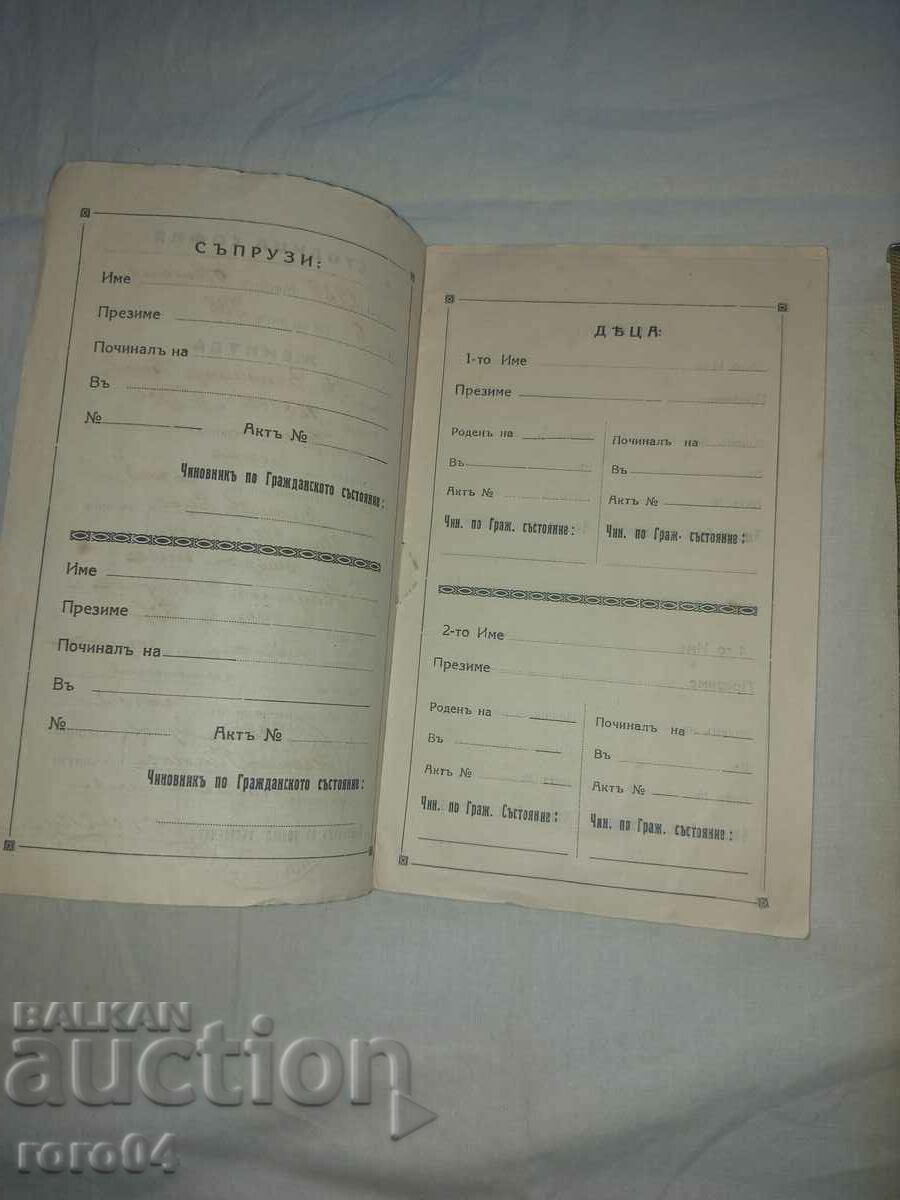 СЪПРУЗИ:
Име
Презиме
Починалъ на
Въ
№ Актъ №
Чиновникъ по Гражданското състояние:
Име
Презиме
Починалъ на
Въ
№ Актъ №
Чиновникъ по Гражданското състояние:
ДѢЦА:
1-то Име
Презиме
Роденъ на Починалъ на
Въ Въ
Актъ № Актъ №
Чин. по Граж. състояние: Чин. по Граж. състояние:
2-то Име
Презиме
Роденъ на Починалъ на
Въ Въ
Актъ № Актъ №
Чин. по Граж. Състояние: Чин. по Граж. състояние:
BALKAN
auction
roro04